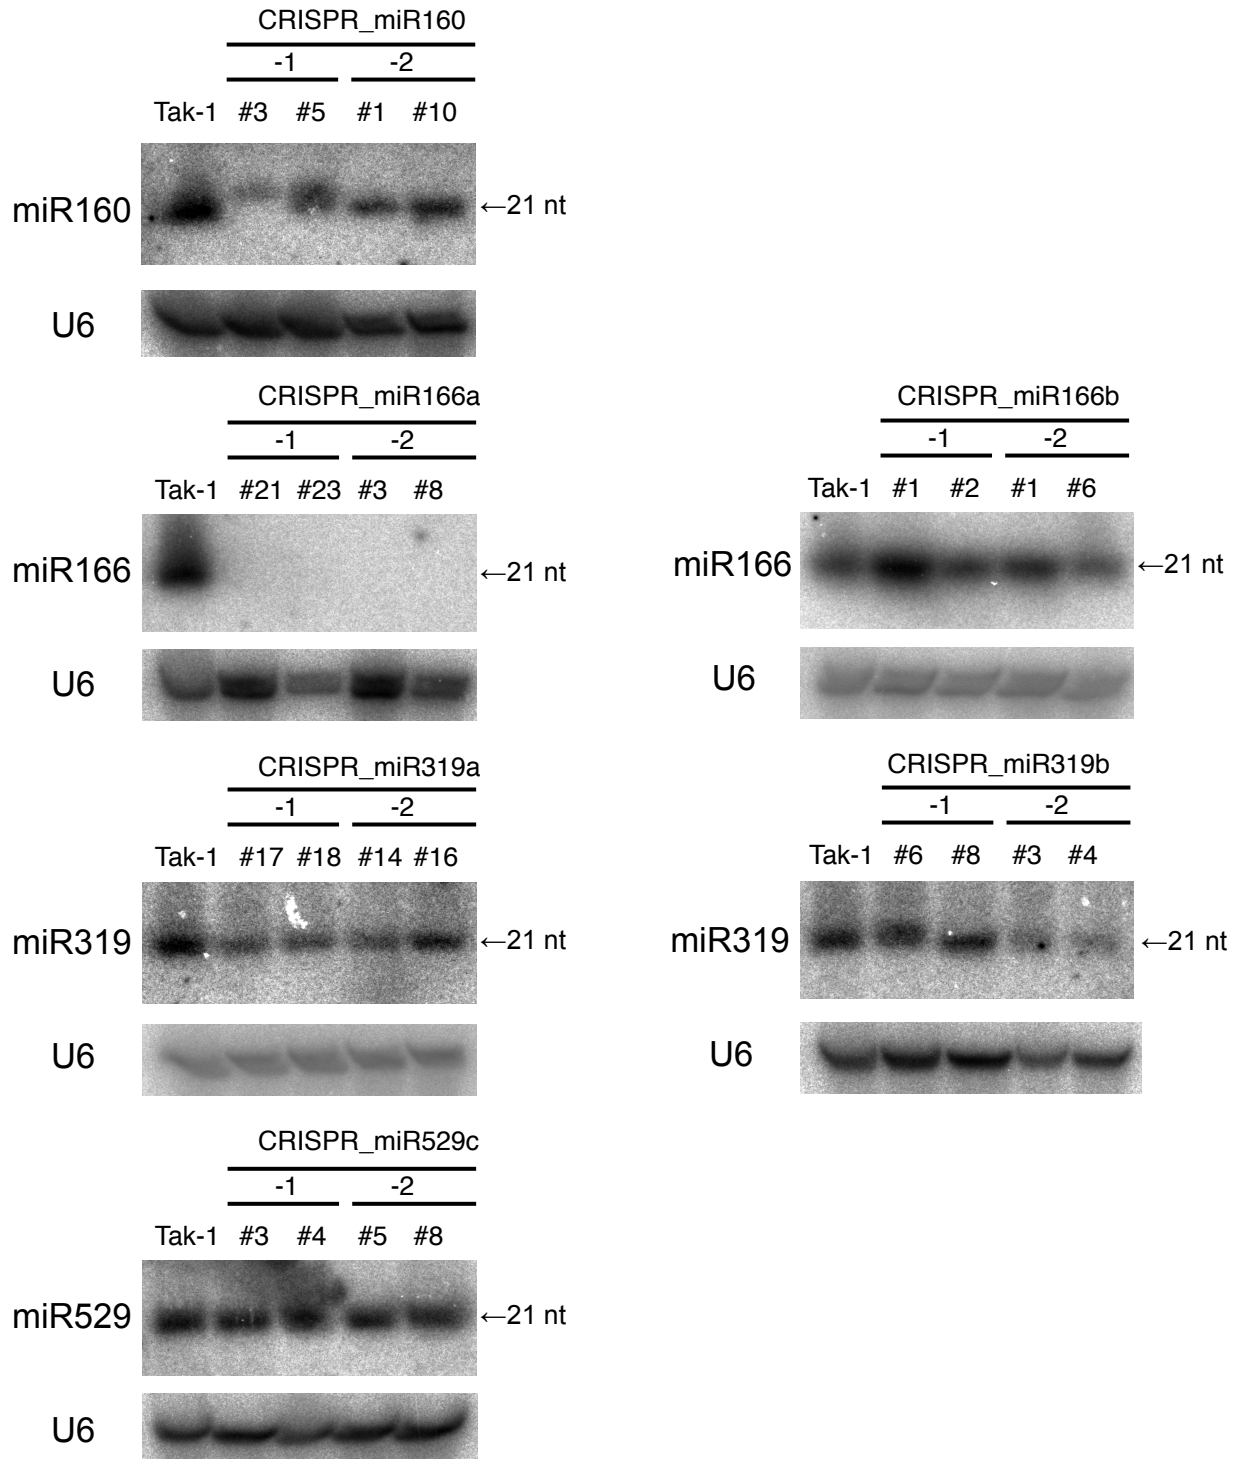 CRISPR_miR160
-1 -2
Tak-1 #3 #5 #1 #10
miR160 ←21 nt
U6
CRISPR_miR166a
-1 -2
Tak-1 #21 #23 #3 #8
miR166 ←21 nt
U6
CRISPR_miR166b
-1 -2
Tak-1 #1 #2 #1 #6
miR166 ←21 nt
U6
CRISPR_miR319a
-1 -2
Tak-1 #17 #18 #14 #16
miR319 ←21 nt
U6
CRISPR_miR319b
-1 -2
Tak-1 #6 #8 #3 #4
miR319 ←21 nt
U6
CRISPR_miR529c
-1 -2
Tak-1 #3 #4 #5 #8
miR529 ←21 nt
U6